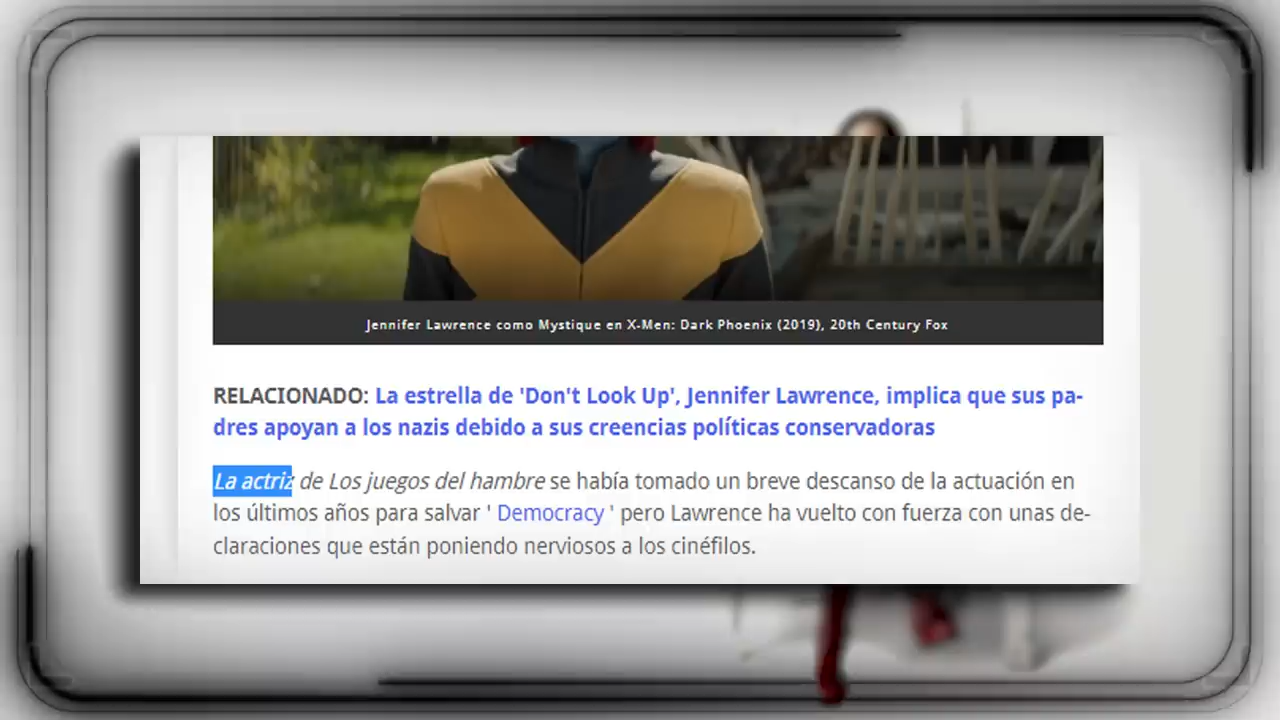 Jennifer Lawrence como Mystique en X-Men: Dark Phoenix (2019), 20th Century Fox
RELACIONADO: La estrella de 'Don't Look Up', Jennifer Lawrence, implica que sus pa-
dres apoyan a los nazis debido a sus creencias políticas conservadoras
La actriz de Los juegos del hambre se había tomado un breve descanso de la actuación en
los últimos años para salvar ' Democracy ' pero Lawrence ha vuelto con fuerza con unas de-
claraciones que están poniendo nerviosos a los cinéfilos.